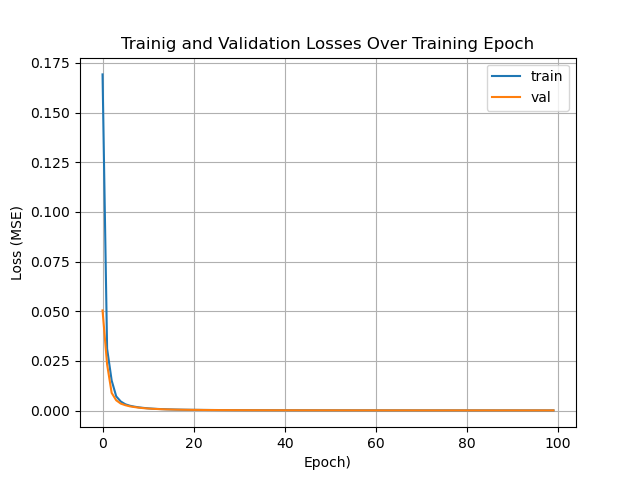 Trainig and Validation Losses Over Training Epoch
train
val
0.175
0.150
0.125
0.100
0.075
0.050
0.025
0.000
Loss (MSE)
0
20
40
60
80
100
Epoch)